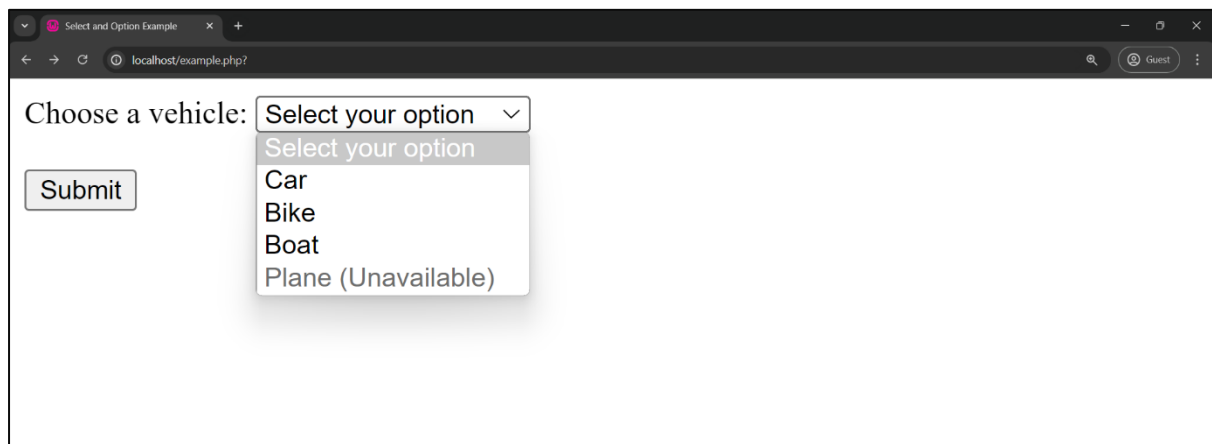 Select and Option Example
localhost/example.php?
Guest
Choose a vehicle: Select your option
Select your option
Submit
Car
Bike
Boat
Plane (Unavailable)